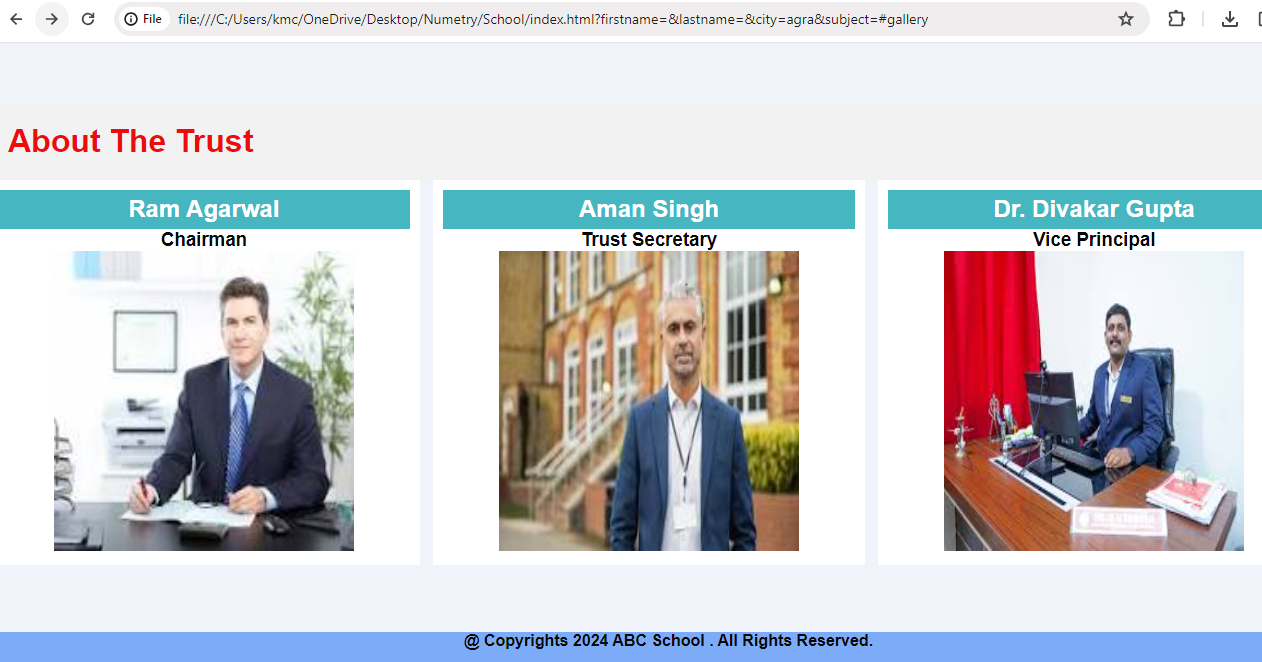 File
file:///C:/Users/kmc/OneDrive/Desktop/Numetry/School/index.html?firstname=&lastname=&city=agra&subject=#gallery
About The Trust
Ram Agarwal
Chairman
Aman Singh
Trust Secretary
Dr. Divakar Gupta
Vice Principal
@ Copyrights 2024 ABC School . All Rights Reserved.